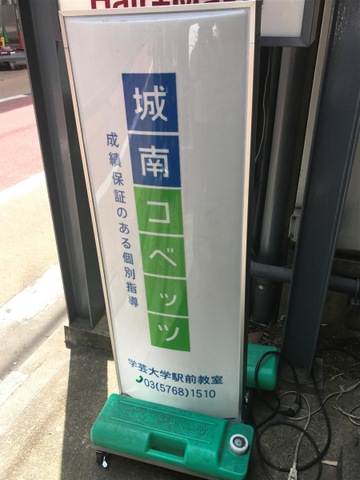 城南コベッツ
成績保証のある個別指導
学芸大学駅前教室
03(5768)1510